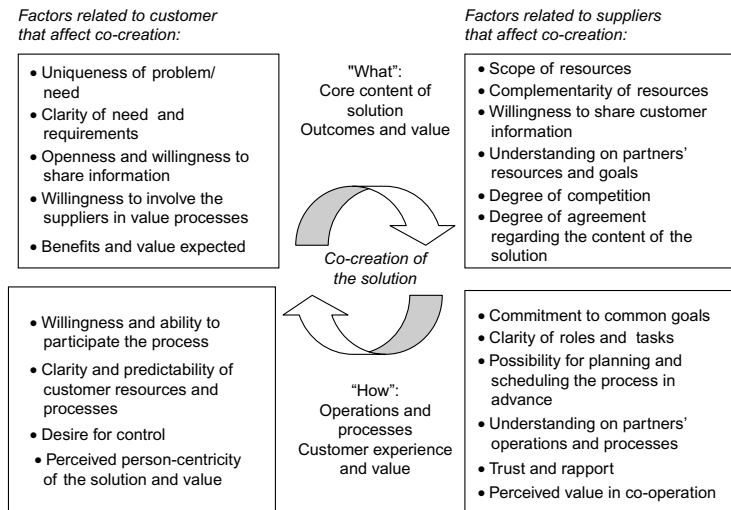 Factors related to customer
that affect co-creation:
• Uniqueness of problem/
need
• Clarity of need and
requirements
• Openness and willingness to
share information
• Willingness to involve the
suppliers in value processes
• Benefits and value expected
"What":
Core content of
solution
Outcomes and value
Factors related to suppliers
that affect co-creation:
• Scope of resources
• Complementarity of resources
• Willingness to share customer
information
• Understanding on partners'
resources and goals
• Degree of competition
• Degree of agreement
regarding the content of the
solution
Co-creation of
the solution
• Willingness and ability to
participate the process
• Clarity and predictability of
customer resources and
processes
• Desire for control
• Perceived person-centricity
of the solution and value
“How”:
Operations and
processes
Customer experience
and value
• Commitment to common goals
• Clarity of roles and tasks
• Possibility for planning and
scheduling the process in
advance
• Understanding on partners'
operations and processes
• Trust and rapport
• Perceived value in co-operation